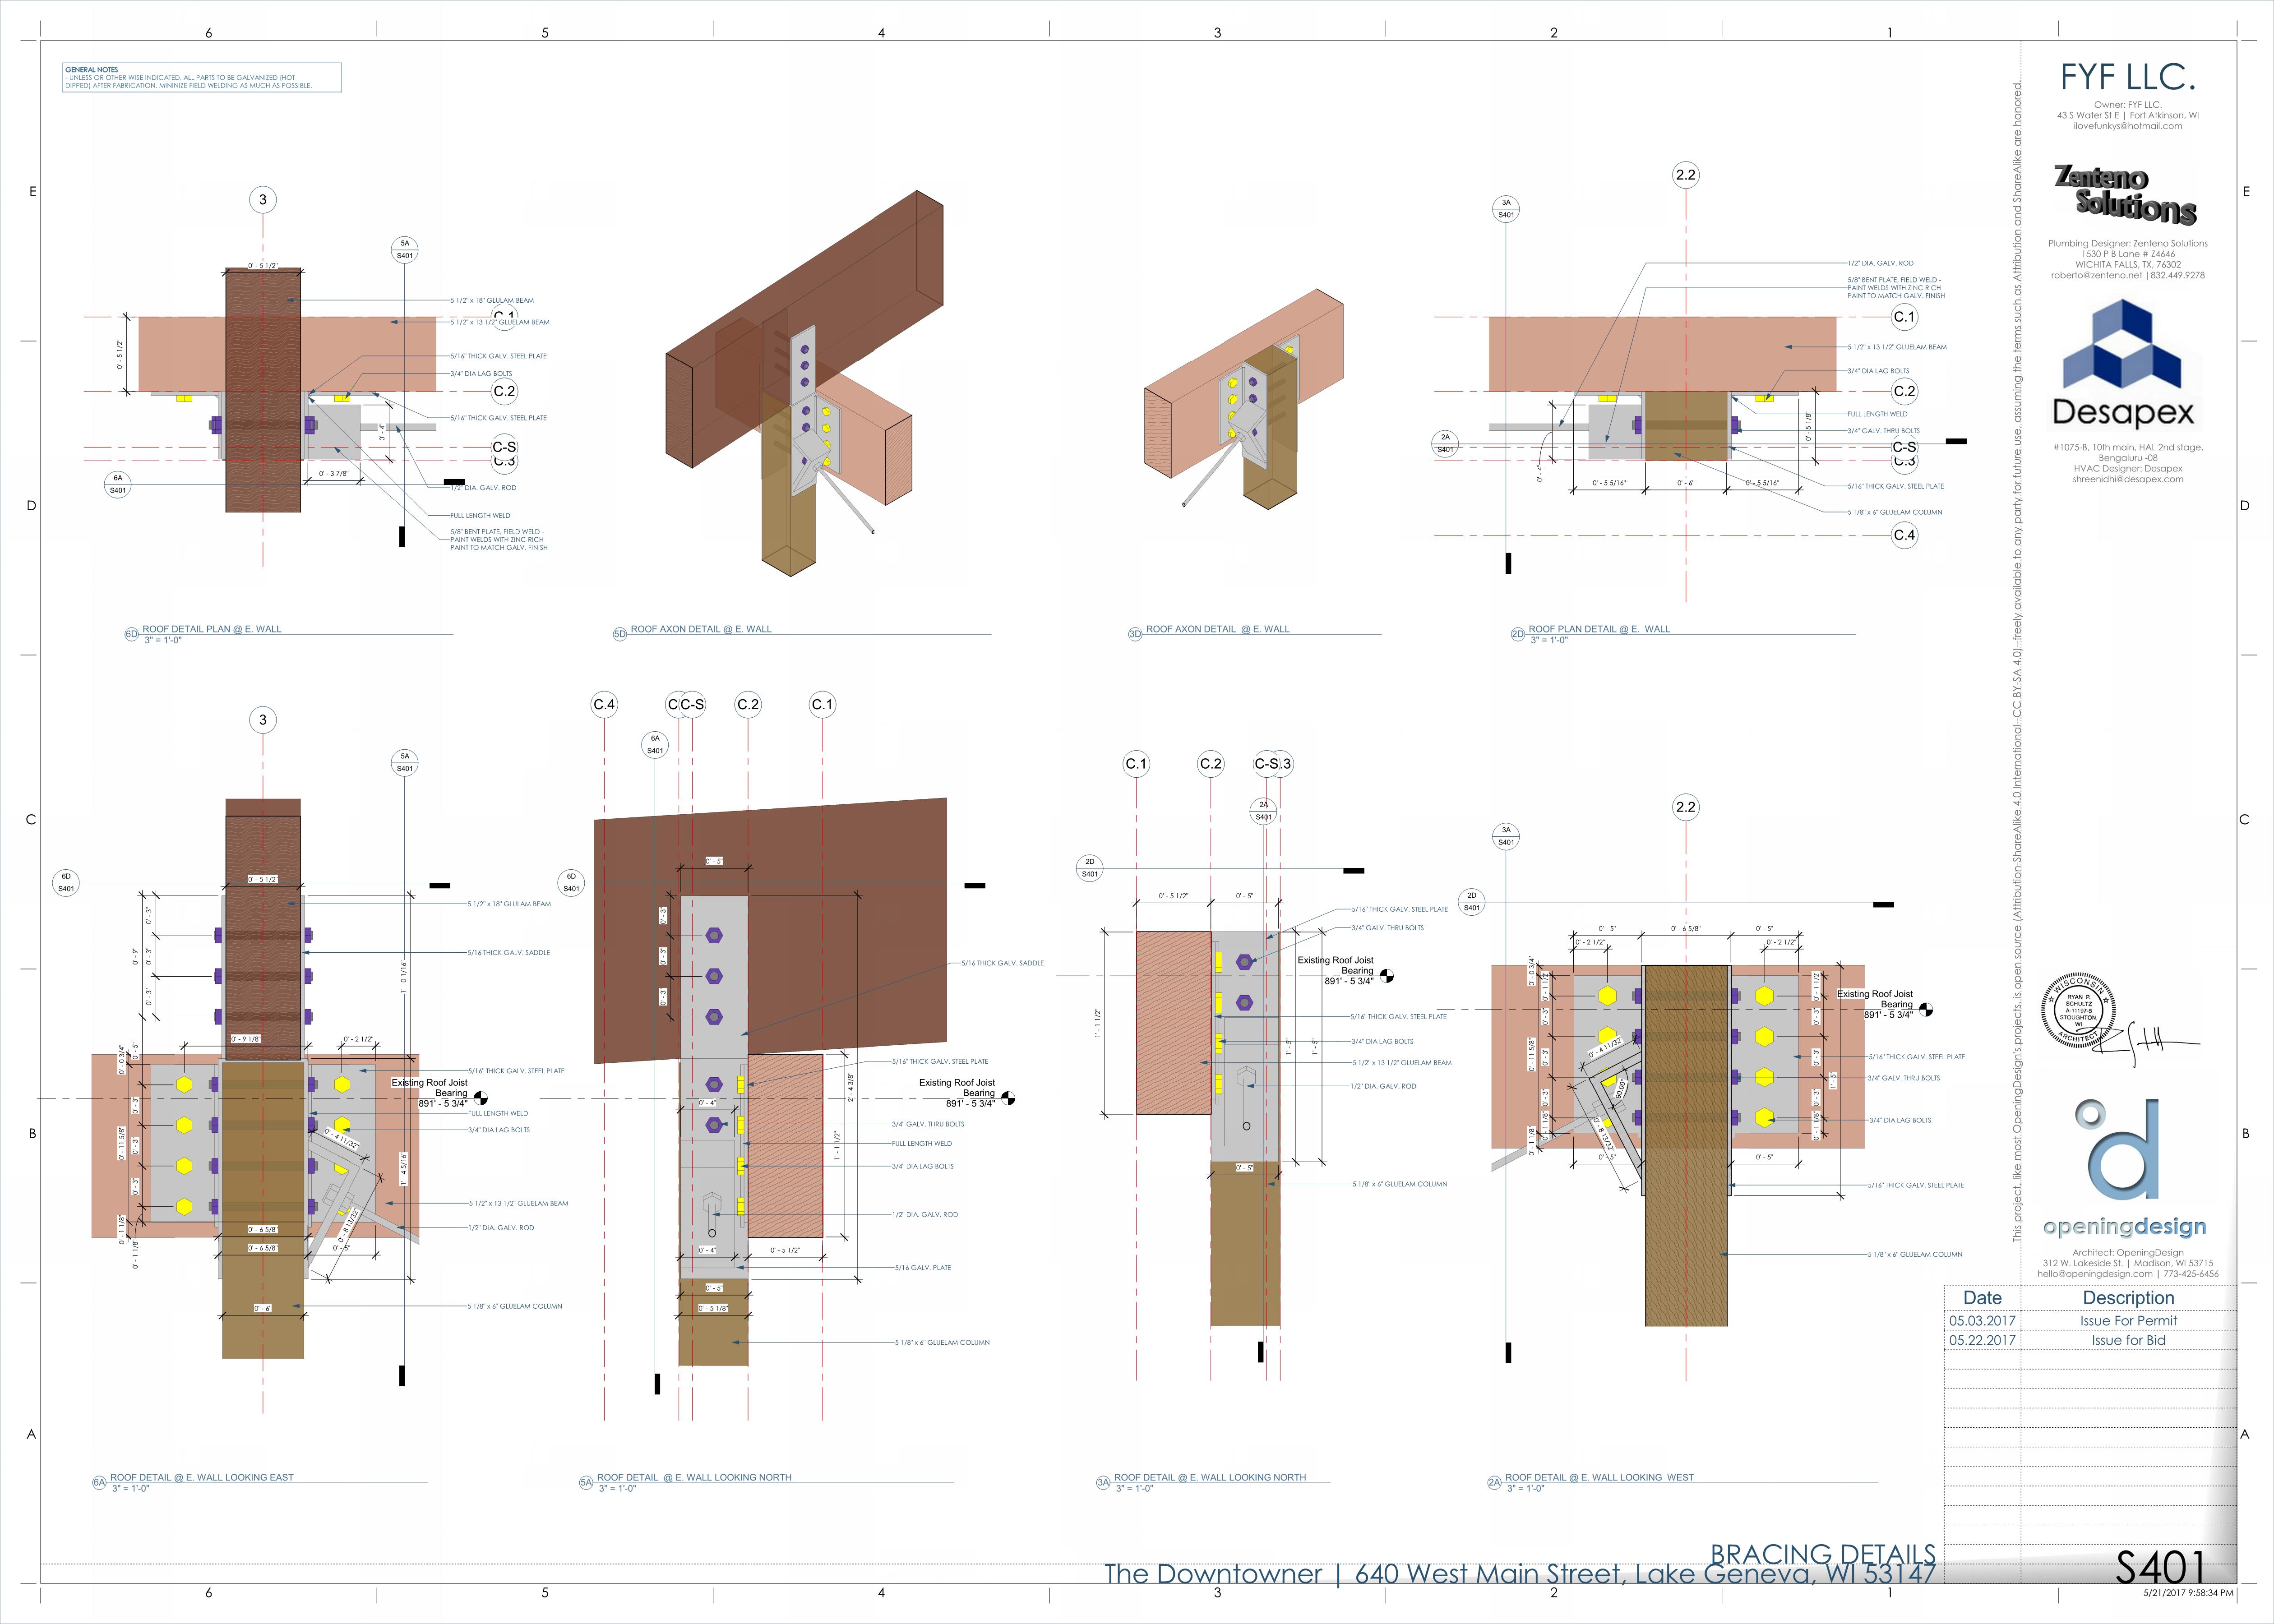 6 5 4 3 2 1
GENERAL NOTES
- UNLESS OR OTHER WISE INDICATED, ALL PARTS TO BE GALVANIZED (HOT
DIPPED) AFTER FABRICATION. MININIZE FIELD WELDING AS MUCH AS POSSIBLE.
E
D
C
B
A
3
5A
S401
0' - 5 1/2"
5 1/2" x 18" GLULAM BEAM
C.1
5 1/2" x 13 1/2" GLUELAM BEAM
0' - 5 1/2"
5/16" THICK GALV. STEEL PLATE
3/4" DIA LAG BOLTS
C.2
5/16" THICK GALV. STEEL PLATE
0' - 4"
C-S
C.3
0' - 3 7/8"
6A
S401
1/2" DIA. GALV. ROD
FULL LENGTH WELD
5/8" BENT PLATE, FIELD WELD -
PAINT WELDS WITH ZINC RICH
PAINT TO MATCH GALV. FINISH
6D ROOF DETAIL PLAN @ E. WALL
3" = 1'-0"
5D ROOF AXON DETAIL @ E. WALL
3D ROOF AXON DETAIL @ E. WALL
2.2
3A
S401
1/2" DIA. GALV. ROD
5/8" BENT PLATE, FIELD WELD -
PAINT WELDS WITH ZINC RICH
PAINT TO MATCH GALV. FINISH
C.1
5 1/2" x 13 1/2" GLUELAM BEAM
3/4" DIA LAG BOLTS
C.2
FULL LENGTH WELD
3/4" GALV. THRU BOLTS
0' - 5 1/8"
2A
S401
C-S
C.3
0' - 4"
0' - 5 5/16"
0' - 6"
0' - 5 5/16"
5/16" THICK GALV. STEEL PLATE
5 1/8" x 6" GLUELAM COLUMN
C.4
2D ROOF PLAN DETAIL @ E. WALL
3" = 1'-0"
3
5A
S401
6D
S401
0' - 5 1/2"
5 1/2" x 18" GLULAM BEAM
0' - 3"
0' - 9"
0' - 3"
0' - 3"
5/16 THICK GALV. SADDLE
1' - 0 1/16"
0' - 9 1/8"
0' - 2 1/2"
0' - 5"
0' - 0 3/4"
5/16" THICK GALV. STEEL PLATE
Existing Roof Joist
Bearing
891' - 5 3/4"
0' - 3"
FULL LENGTH WELD
3/4" DIA LAG BOLTS
0' - 11 5/8"
0' - 3"
0' - 4 11/32"
1' - 4 5/16"
0' - 3"
5 1/2" x 13 1/2" GLUELAM BEAM
0' - 8 13/32"
1/2" DIA. GALV. ROD
0' - 1 1/8"
0' - 1 1/8"
0' - 6 5/8"
0' - 6 5/8"
0' - 5"
0' - 6"
5 1/8" x 6" GLUELAM COLUMN
6A ROOF DETAIL @ E. WALL LOOKING EAST
3" = 1'-0"
C.4
C-S
C.2
C.1
6A
S401
6D
S401
0' - 5"
0' - 3"
0' - 3"
0' - 3"
5/16 THICK GALV. SADDLE
5/16" THICK GALV. STEEL PLATE
Existing Roof Joist
Bearing
891' - 5 3/4"
0' - 4"
2' - 4 3/8"
3/4" GALV. THRU BOLTS
FULL LENGTH WELD
1' - 1 1/2"
3/4" DIA LAG BOLTS
1/2" DIA. GALV. ROD
0' - 4"
0' - 5 1/2"
5/16 GALV. PLATE
0' - 5"
0' - 5 1/8"
5 1/8" x 6" GLUELAM COLUMN
5A ROOF DETAIL @ E. WALL LOOKING NORTH
3" = 1'-0"
C.1
C.2
C-S
.3
2A
S401
2D
S401
0' - 5 1/2"
0' - 5"
5/16" THICK GALV. STEEL PLATE
3/4" GALV. THRU BOLTS
Existing Roof Joist
Bearing
891' - 5 3/4"
1' - 1 1/2"
5/16" THICK GALV. STEEL PLATE
3/4" DIA LAG BOLTS
1' - 5"
1' - 5"
5 1/2" x 13 1/2" GLUELAM BEAM
1/2" DIA. GALV. ROD
0' - 5"
5 1/8" x 6" GLUELAM COLUMN
3A ROOF DETAIL @ E. WALL LOOKING NORTH
3" = 1'-0"
2.2
3A
S401
2D
S401
0' - 5"
0' - 6 5/8"
0' - 5"
0' - 2 1/2"
0' - 2 1/2"
0' - 0 3/4"
0' - 1 1/2"
0' - 1 1/2"
Existing Roof Joist
Bearing
891' - 5 3/4"
0' - 3"
0' - 3"
0' - 4 11/32"
0' - 11 5/8"
0' - 3"
0' - 3"
5/16" THICK GALV. STEEL PLATE
90.00°
3/4" GALV. THRU BOLTS
1' - 5"
0' - 3"
0' - 3"
0' - 1 1/8"
0' - 1 1/8"
0' - 1 1/8"
3/4" DIA LAG BOLTS
0' - 8 13/32"
0' - 5"
0' - 5"
5/16" THICK GALV. STEEL PLATE
5 1/8" x 6" GLUELAM COLUMN
2A ROOF DETAIL @ E. WALL LOOKING WEST
3" = 1'-0"
This project, like most OpeningDesign's projects, is open source (Attribution-ShareAlike 4.0 International - CC BY-SA 4.0)--freely available to any party for future use, assuming the terms such as Attribution and ShareAlike are honored.
FYF LLC.
Owner: FYF LLC.
43 S Water St E | Fort Atkinson, WI
ilovefunkys@hotmail.com
Zenteno
Solutions
Plumbing Designer: Zenteno Solutions
1530 P B Lane # Z4646
WICHITA FALLS, TX, 76302
roberto@zenteno.net |832.449.9278
Desapex
#1075-B, 10th main, HAL 2nd stage,
Bengaluru -08
HVAC Designer: Desapex
shreenidhi@desapex.com
WISCONSIN
RYAN P.
SCHULTZ
A-11197-5
STOUGHTON,
WI
ARCHITECT
openingdesign
Architect: OpeningDesign
312 W. Lakeside St. | Madison, WI 53715
hello@openingdesign.com | 773-425-6456
Date Description
05.03.2017 Issue For Permit
05.22.2017 Issue for Bid
BRACING DETAILS
The Downtowner | 640 West Main Street, Lake Geneva, WI 53147
S401
5/21/2017 9:58:34 PM
E
D
C
B
A
6 5 4 3 2 1